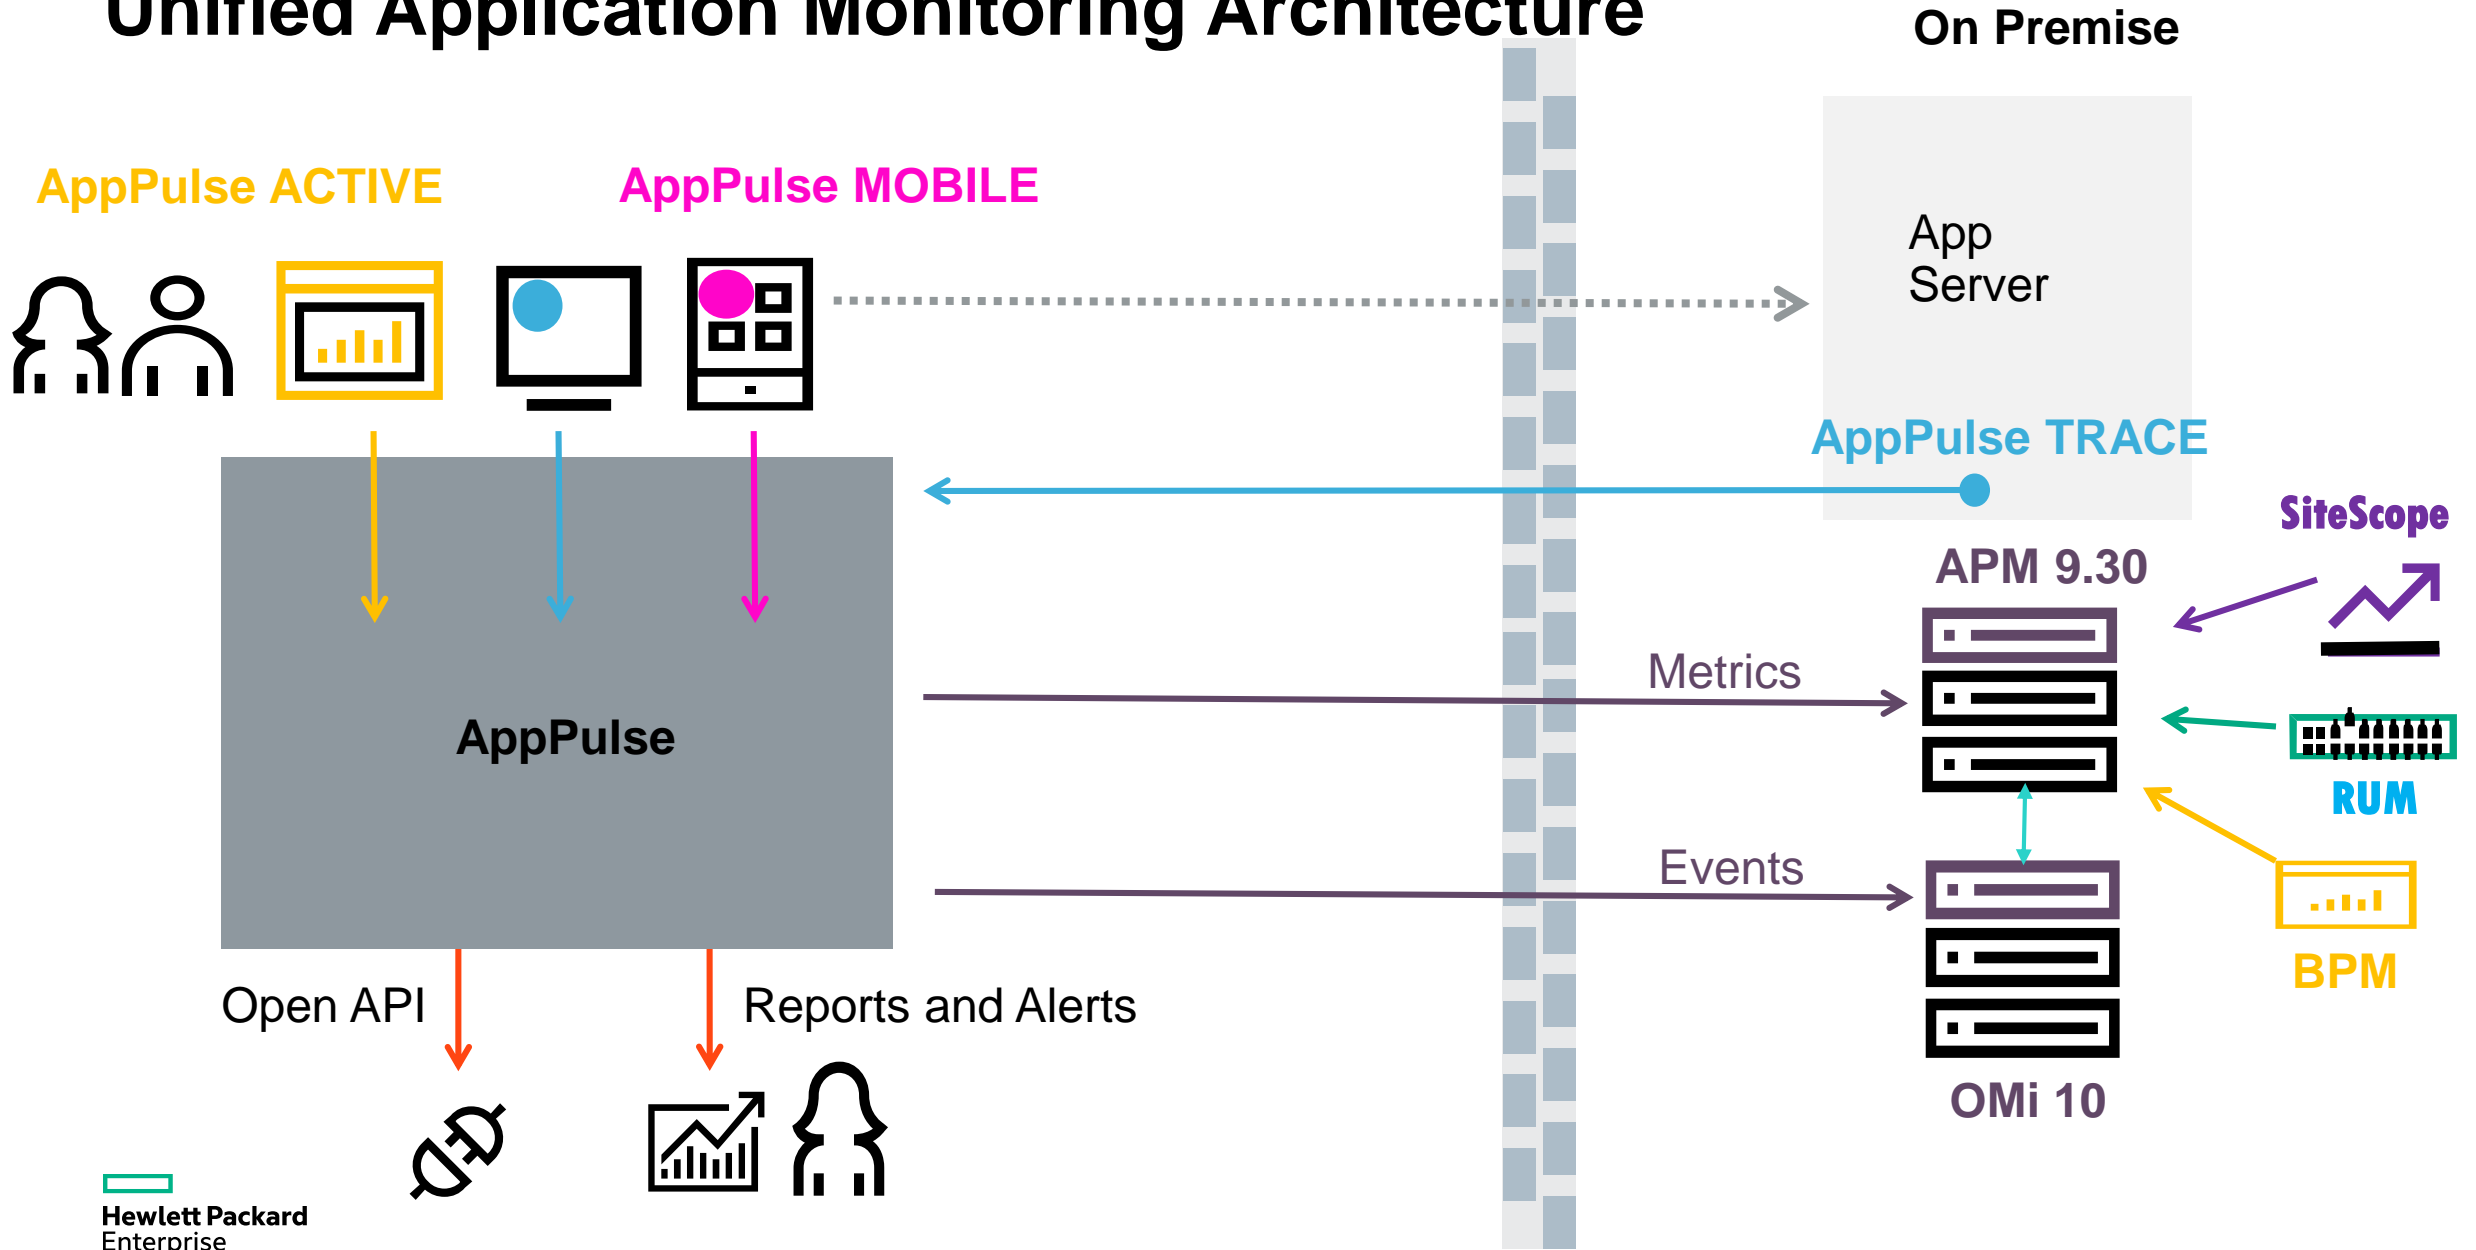 Unified Application Monitoring Architecture
On Premise
AppPulse ACTIVE
AppPulse MOBILE
App
Server
AppPulse TRACE
SiteScope
APM 9.30
Metrics
AppPulse
RUM
Events
BPM
Open API
Reports and Alerts
OMi 10
Hewlett Packard
Enterprise